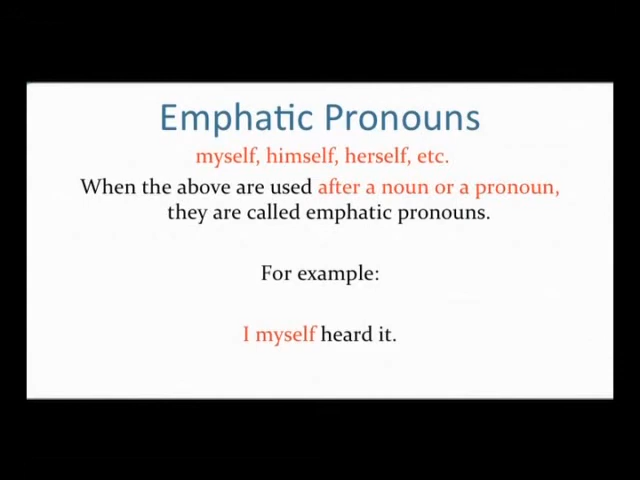 Emphatic Pronouns
myself, himself, herself, etc.
When the above are used after a noun or a pronoun,
they are called emphatic pronouns.
For example:
I myself heard it.